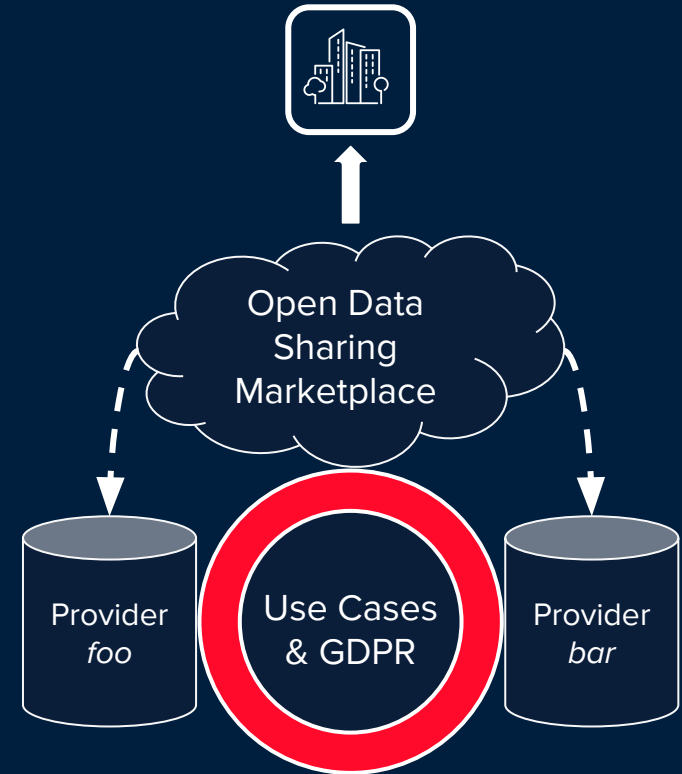 Open Data
Sharing
Marketplace
Provider
foo
Use Cases
& GDPR
Provider
bar